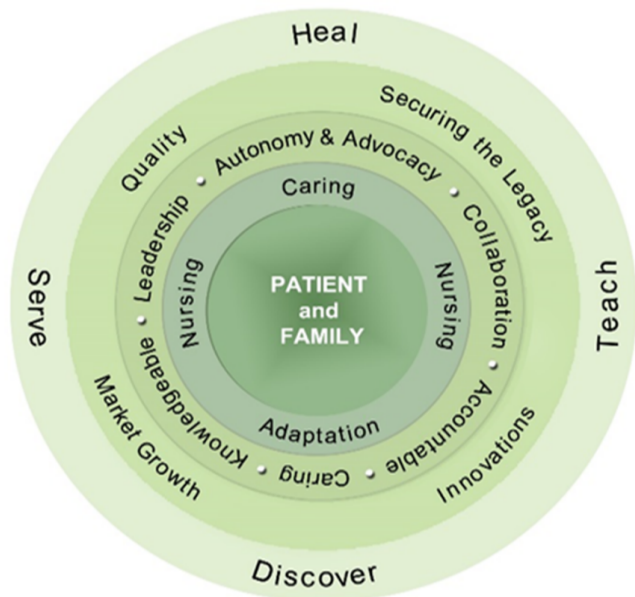 Heal
Teach
Discover
Serve
Quality
Securing the Legacy
Innovations
Market Growth
Autonomy & Advocacy
Collaboration
Accountable
Caring
Knowledgeable
Leadership
Caring
Nursing
Adaptation
Nursing
PATIENT
and
FAMILY